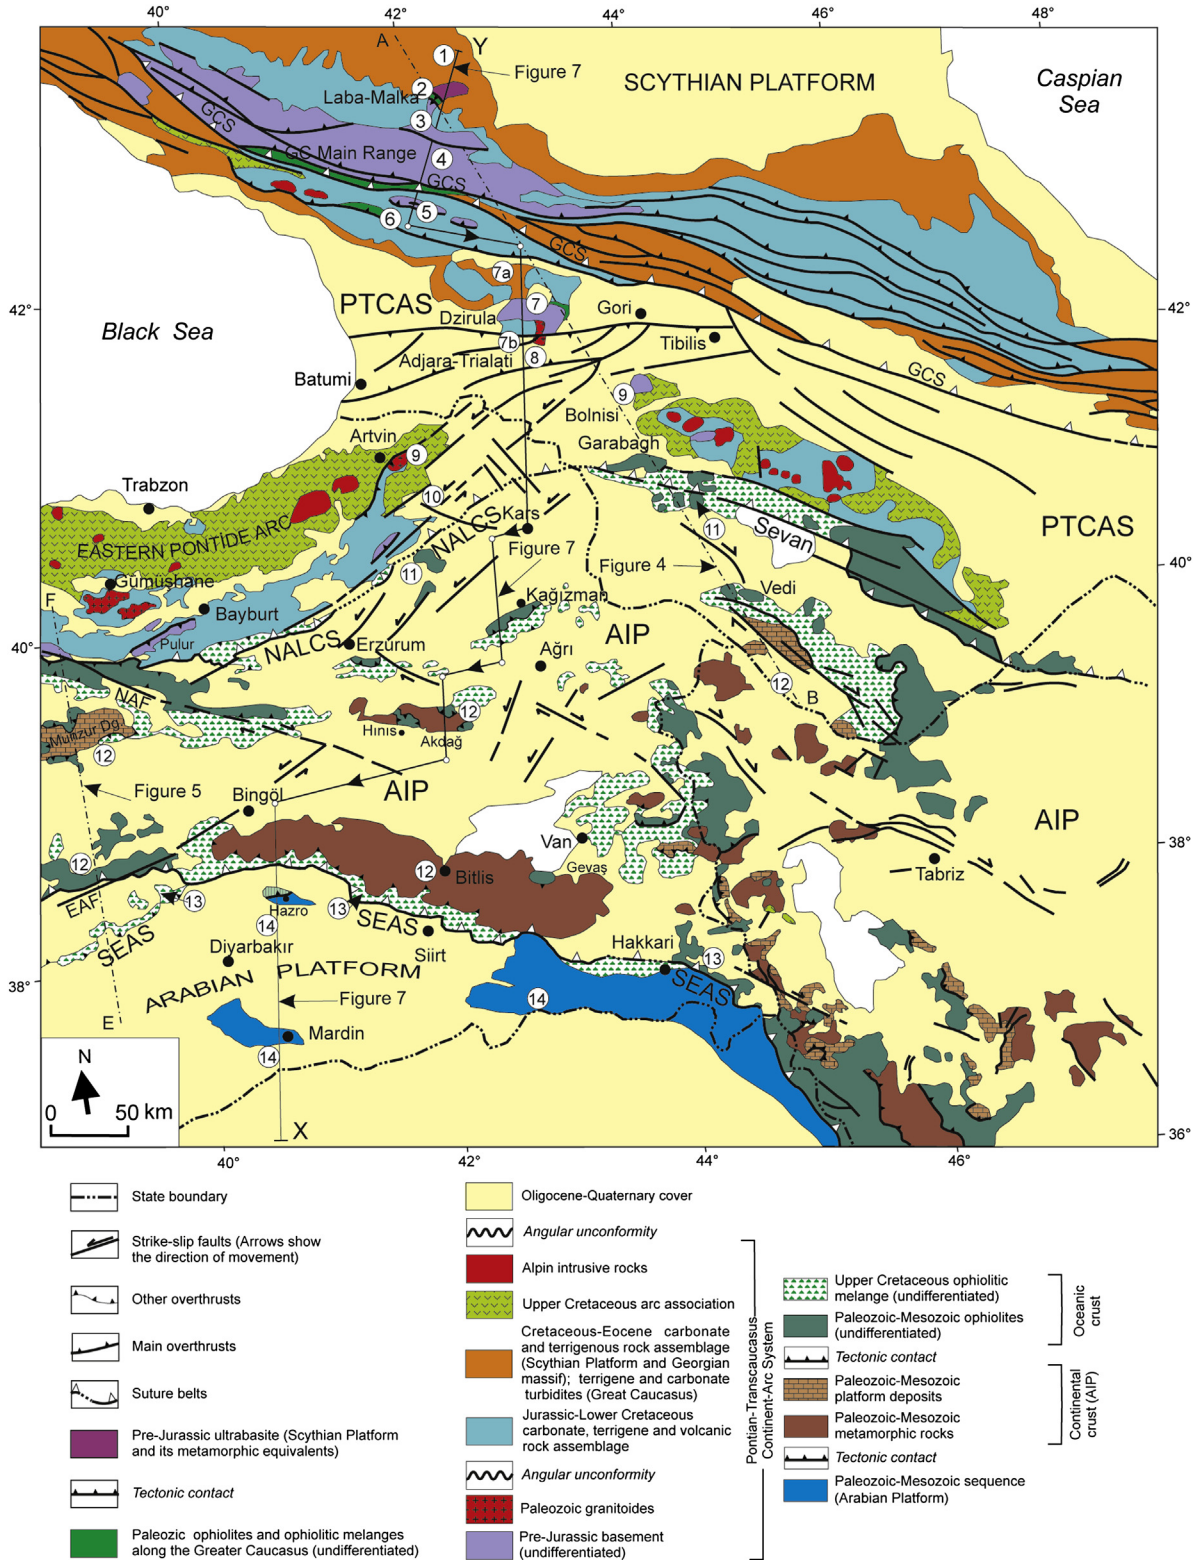 40°
42°
44°
46°
48°
A
Y
1
Figure 7
SCYTHIAN PLATFORM
Caspian
Sea
2
Laba-Malka
3
GCS
GC Main Range
4
GCS
5
6
GCS
7a
42°
PTCAS
7
Gori
42°
Dzirula
Black Sea
7b
Tibilis
8
Adjara-Trialati
GCS
Batumi
9
Bolnisi
Artvin
Garabagh
9
Trabzon
10
Kars
NALCS
11
Sevan
PTCAS
EASTERN PONTİDE ARC
Figure 7
Figure 4
40°
Gümüşhane
11
Vedi
F
Kağızman
Bayburt
AIP
Pulur
NALCS
Erzurum
40°
Ağrı
NAF
12
B
12
Munzur Dg.
Hınıs
Akdağ
12
Figure 5
AIP
Bingöl
AIP
Van
38°
12
Gevaş
Tabriz
12
Bitlis
EAF
13
Hazro
13
SEAS
14
SEAS
Siirt
Hakkari
13
Diyarbakır
38°
SEAS
ARABIAN PLATFORM
Figure 7
14
E
Mardin
14
N
0 50 km
X
36°
40°
42°
44°
46°
State boundary
Strike-slip faults (Arrows show
the direction of movement)
Other overthrusts
Main overthrusts
Suture belts
Pre-Jurassic ultrabasite (Scythian Platform
and its metamorphic equivalents)
Tectonic contact
Paleozic ophiolites and ophiolitic melanges
along the Greater Caucasus (undifferentiated)
Oligocene-Quaternary cover
Angular unconformity
Alpin intrusive rocks
Upper Cretaceous arc association
Cretaceous-Eocene carbonate
and terrigenous rock assemblage
(Scythian Platform and Georgian
massif); terrigene and carbonate
turbidites (Great Caucasus)
Jurassic-Lower Cretaceous
carbonate, terrigene and volcanic
rock assemblage
Angular unconformity
Paleozoic granitoides
Pre-Jurassic basement
(undifferentiated)
Pontian-Transcaucasus
Continent-Arc System
Upper Cretaceous ophiolitic
melange (undifferentiated)
Paleozoic-Mesozoic ophiolites
(undifferentiated)
Tectonic contact
Paleozoic-Mesozoic
platform deposits
Paleozoic-Mesozoic
metamorphic rocks
Tectonic contact
Paleozoic-Mesozoic sequence
(Arabian Platform)
Oceanic
crust
Continental
crust (AIP)